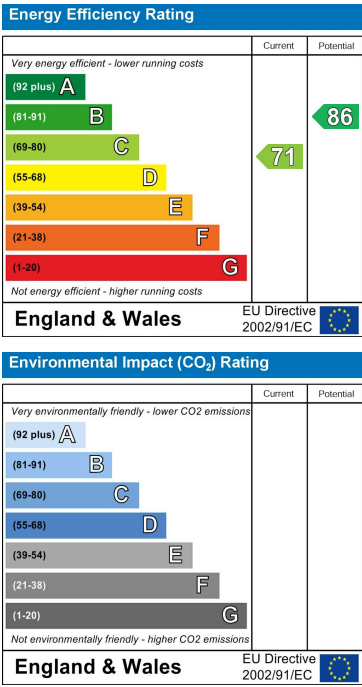 Energy Efficiency Rating
Current Potential
Very energy efficient - lower running costs
(92 plus) A
(81-91) B
86
(69-80) C
71
(55-68) D
(39-54) E
(21-38) F
(1-20) G
Not energy efficient - higher running costs
England & Wales
EU Directive
2002/91/EC
Environmental Impact (CO₂) Rating
Current Potential
Very environmentally friendly - lower CO2 emissions
(92 plus) A
(81-91) B
(69-80) C
(55-68) D
(39-54) E
(21-38) F
(1-20) G
Not environmentally friendly - higher CO2 emissions
England & Wales
EU Directive
2002/91/EC